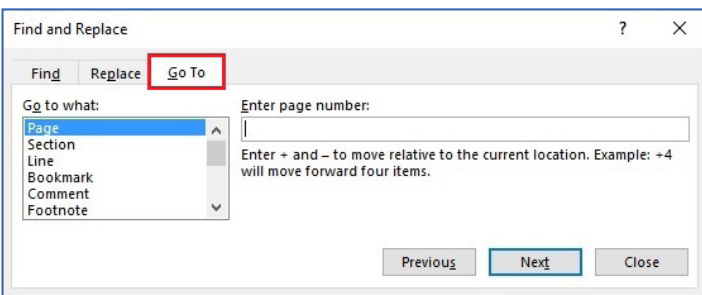 Find and Replace ? ×
Find Replace Go To
Go to what: Enter page number:
Page
Section
Line
Bookmark
Comment
Footnote
Enter + and – to move relative to the current location. Example: +4
will move forward four items.
Previous Next Close